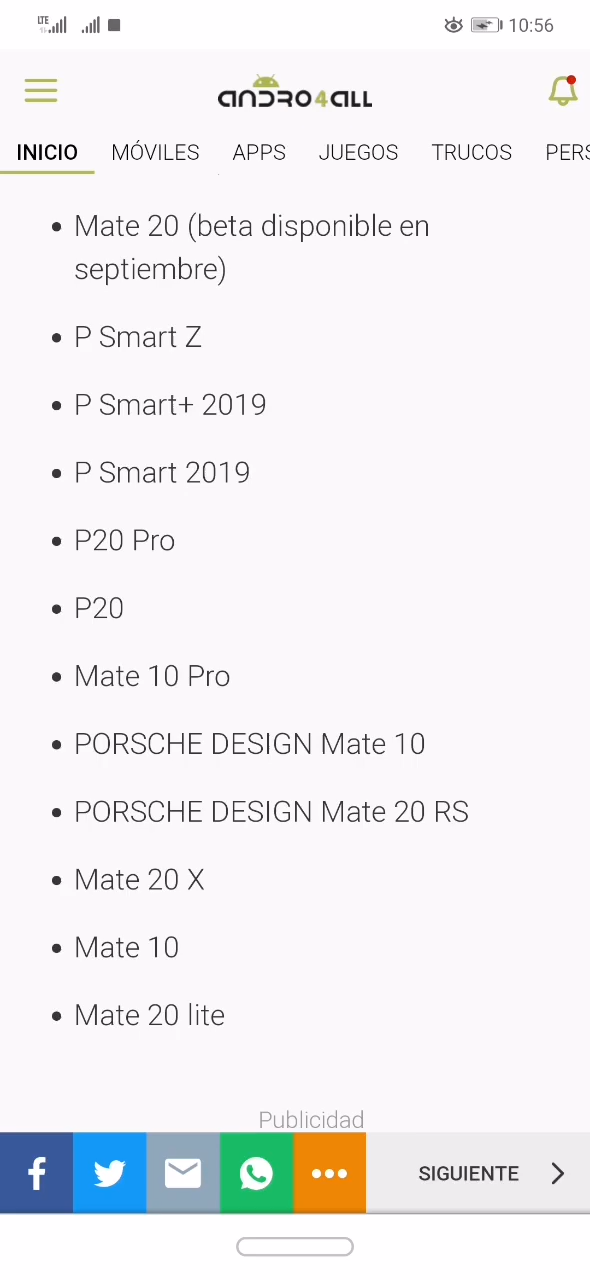 LTE
10:56
andro4all
INICIO MÓVILES APPS JUEGOS TRUCOS PERS
• Mate 20 (beta disponible en
septiembre)
• P Smart Z
• P Smart+ 2019
• P Smart 2019
• P20 Pro
• P20
• Mate 10 Pro
• PORSCHE DESIGN Mate 10
• PORSCHE DESIGN Mate 20 RS
• Mate 20 X
• Mate 10
• Mate 20 lite
Publicidad
SIGUIENTE